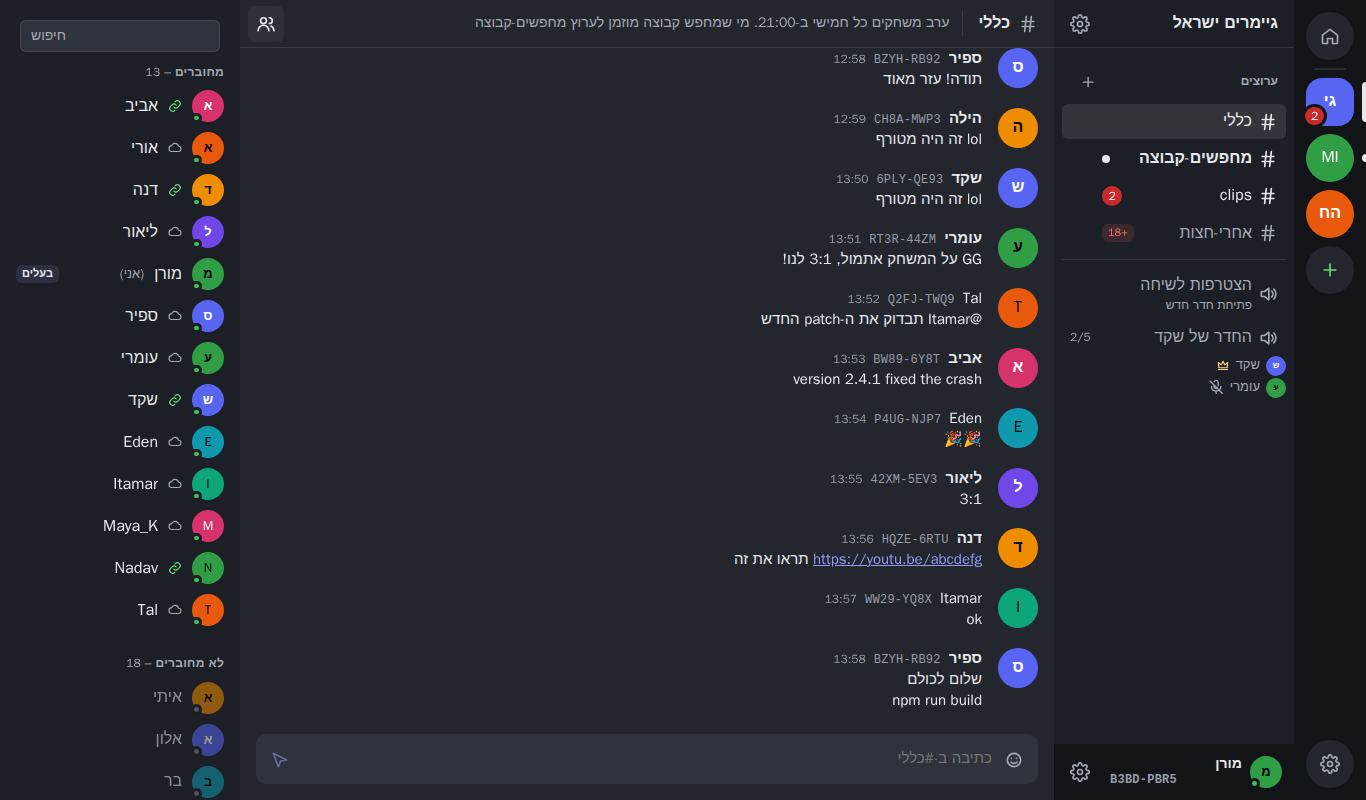 גי
2
MI
הח
גיימרים ישראל
ערוצים
כללי
מחפשים-קבוצה
clips
2
אחרי-חצות
18+
הצטרפות לשיחה
פתיחת חדר חדש
החדר של שקד
2/5
ש שקד
ע עומרי
מ מורן
B3BD-PBR5
# כללי
ערב משחקים כל חמישי ב-21:00. מי שמחפש קבוצה מוזמן לערוץ מחפשים-קבוצה
ס
ספיר BZYH-RB92 12:58
תודה! עזר מאוד
ה
הילה CH8A-MWP3 12:59
lol זה היה מטורף
ש
שקד 6PLY-QE93 13:50
lol זה היה מטורף
ע
עומרי RT3R-44ZM 13:51
GG על המשחק אתמול, 3:1 לנו!
T
Tal Q2FJ-TWQ9 13:52
@Itamar תבדוק את ה-patch החדש
א
אביב BW89-6Y8T 13:53
version 2.4.1 fixed the crash
E
Eden P4UG-NJP7 13:54
🎉🎉
ל
ליאור 42XM-5EV3 13:55
3:1
ד
דנה HQZE-6RTU 13:56
https://youtu.be/abcdefg תראו את זה
I
Itamar WW29-YQ8X 13:57
ok
ס
ספיר BZYH-RB92 13:58
שלום לכולם
npm run build
כתיבה ב-#כללי
חיפוש
מחוברים – 13
א אביב
א אורי
ד דנה
ל ליאור
מ מורן (אני) בעלים
ס ספיר
ע עומרי
ש שקד
E Eden
I Itamar
M Maya_K
N Nadav
T Tal
לא מחוברים – 18
א איתי
א אלון
ב בר